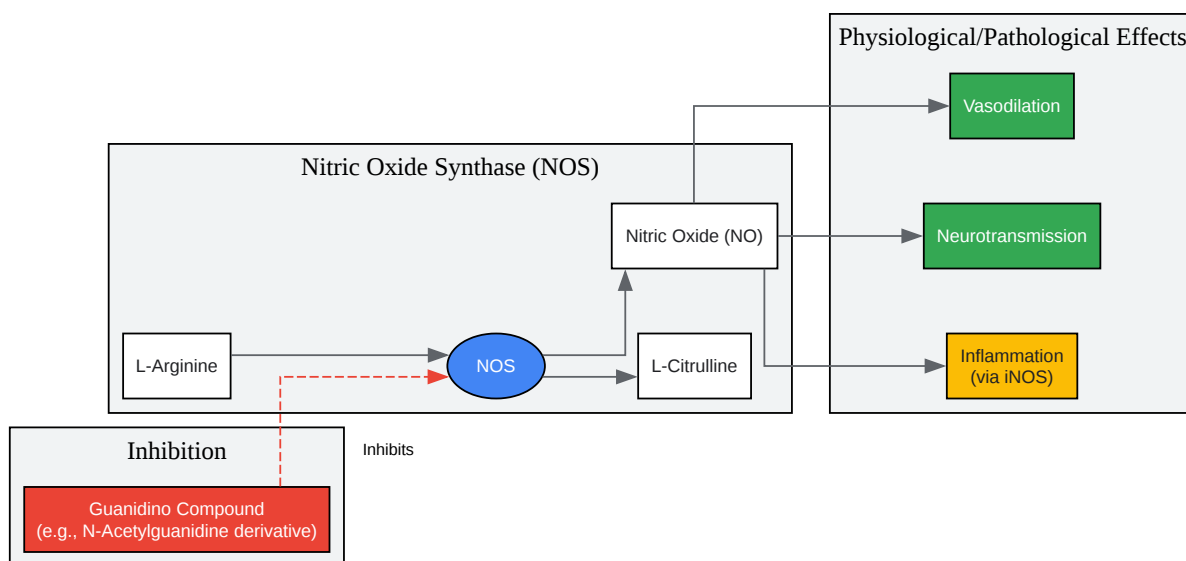 Physiological/Pathological Effects
Vasodilation
Nitric Oxide Synthase (NOS)
Nitric Oxide (NO)
Neurotransmission
L-Arginine
NOS
L-Citrulline
Inflammation
(via iNOS)
Inhibition
Inhibits
Guanidino Compound
(e.g., N-Acetylguanidine derivative)